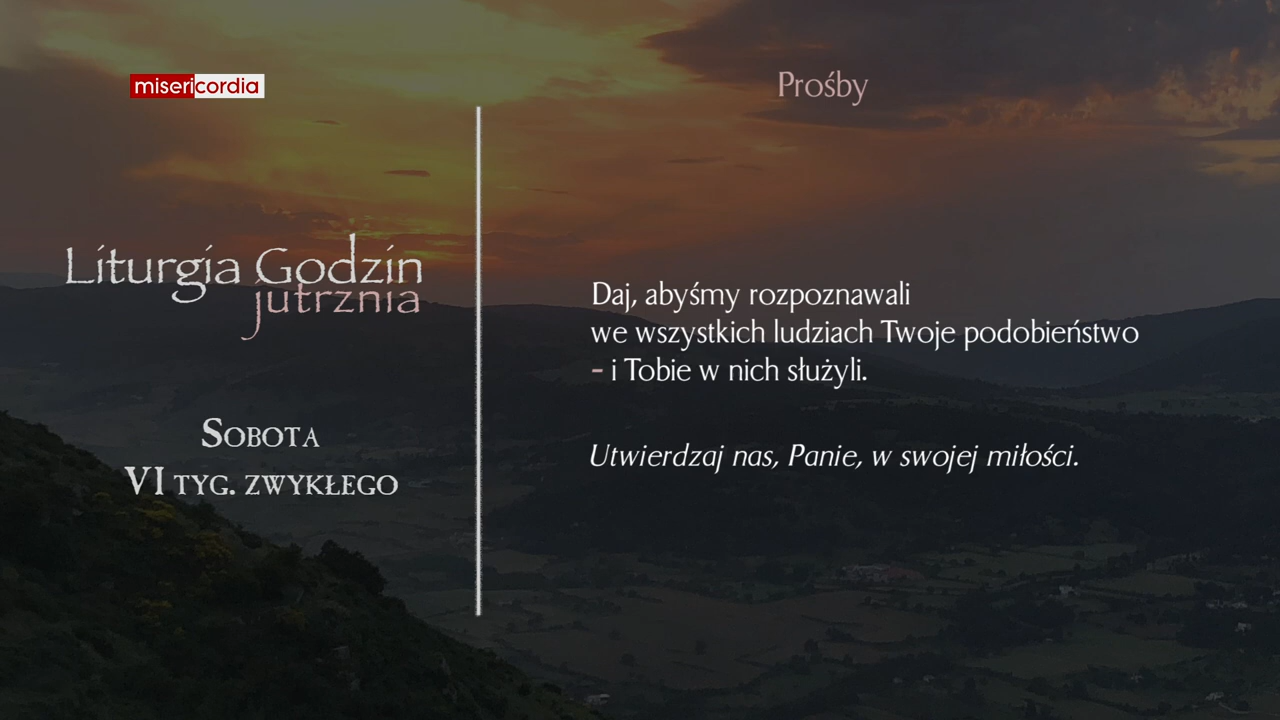 misericordia
Liturgia Godzin
jutrznia
Sobota
VI tyg. zwykłego
Prośby
Daj, abyśmy rozpoznawali
we wszystkich ludziach Twoje podobieństwo
- i Tobie w nich służyli.
Utwierdzaj nas, Panie, w swojej miłości.